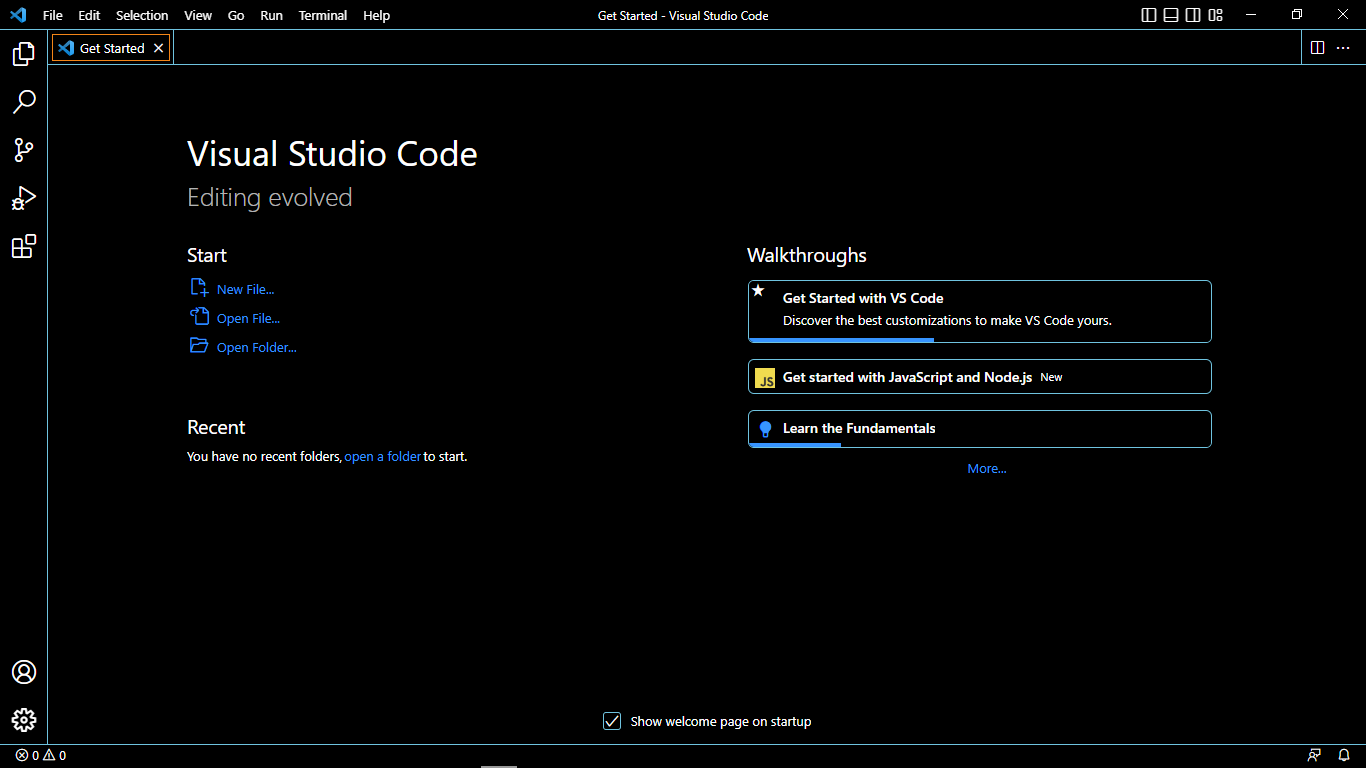 File Edit Selection View Go Run Terminal Help
Get Started - Visual Studio Code
Get Started
Visual Studio Code
Editing evolved
Start
New File...
Open File...
Open Folder...
Recent
You have no recent folders, open a folder to start.
Walkthroughs
Get Started with VS Code
Discover the best customizations to make VS Code yours.
JS Get started with JavaScript and Node.js New
Learn the Fundamentals
More...
Show welcome page on startup
0 0